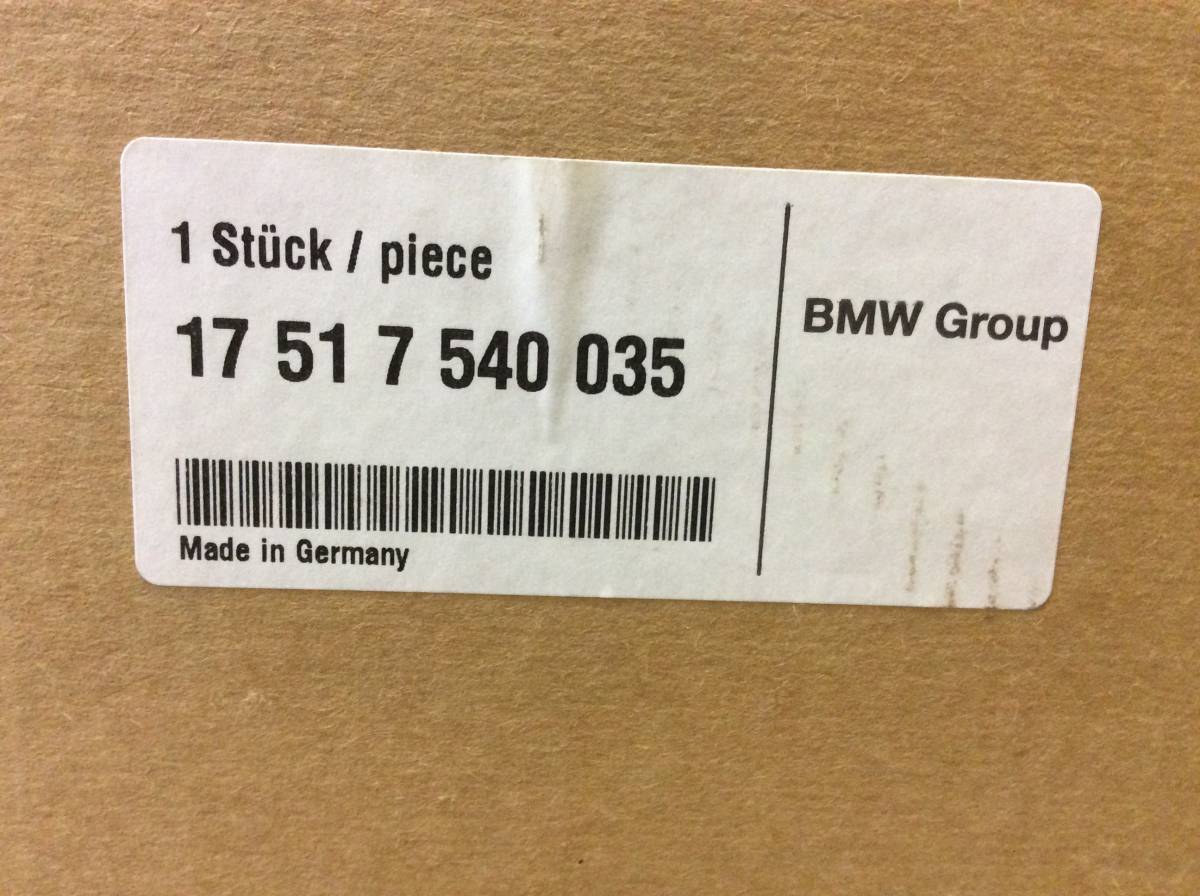 1 Stück / piece
17 51 7 540 035
Made in Germany
BMW Group